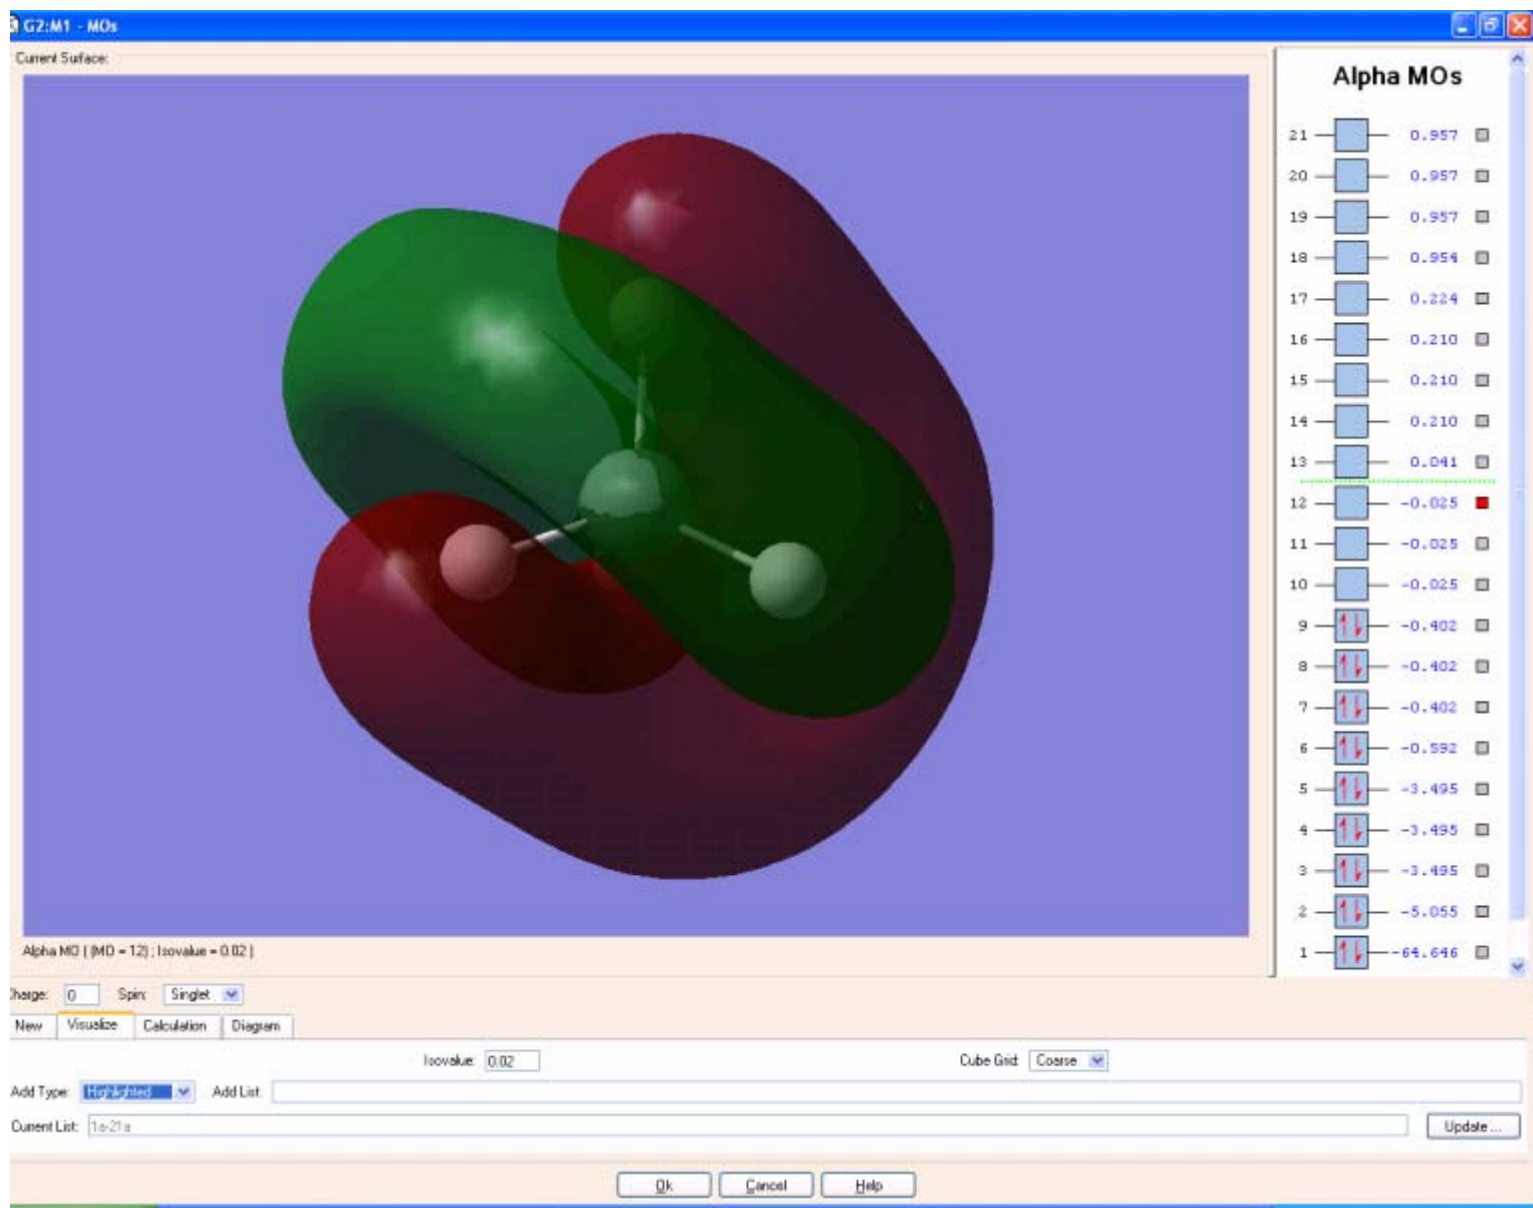 G2:M1 - MOs
Current Surface:
Alpha MOs
21 0.957
20 0.957
19 0.957
18 0.954
17 0.224
16 0.210
15 0.210
14 0.210
13 0.041
12 -0.025
11 -0.025
10 -0.025
9 -0.402
8 -0.402
7 -0.402
6 -0.592
5 -3.495
4 -3.495
3 -3.495
2 -5.055
1 -64.646
Alpha MO ( (MO = 12) ; Isovalue = 0.02 )
Charge: 0 Spin: Singlet
New Visualize Calculation Diagram
Isovalue: 0.02 Cube Grid: Coarse
Add Type: Highlighted Add List:
Current List: 1a-21a Update ...
Ok Cancel Help